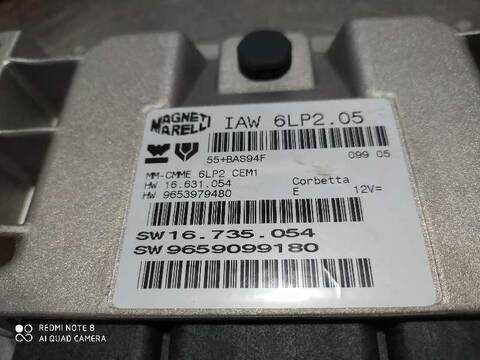 MAGNETI
MARELLI
IAW 6LP2.05
55+BAS94F
099 05
MM-CMME 6LP2 CEM1
HW 16.631.054
Corbetta
HW 9653979480
E
12V=
SW 16.735.054
SW 9659099180
REDMI NOTE 8
AI QUAD CAMERA